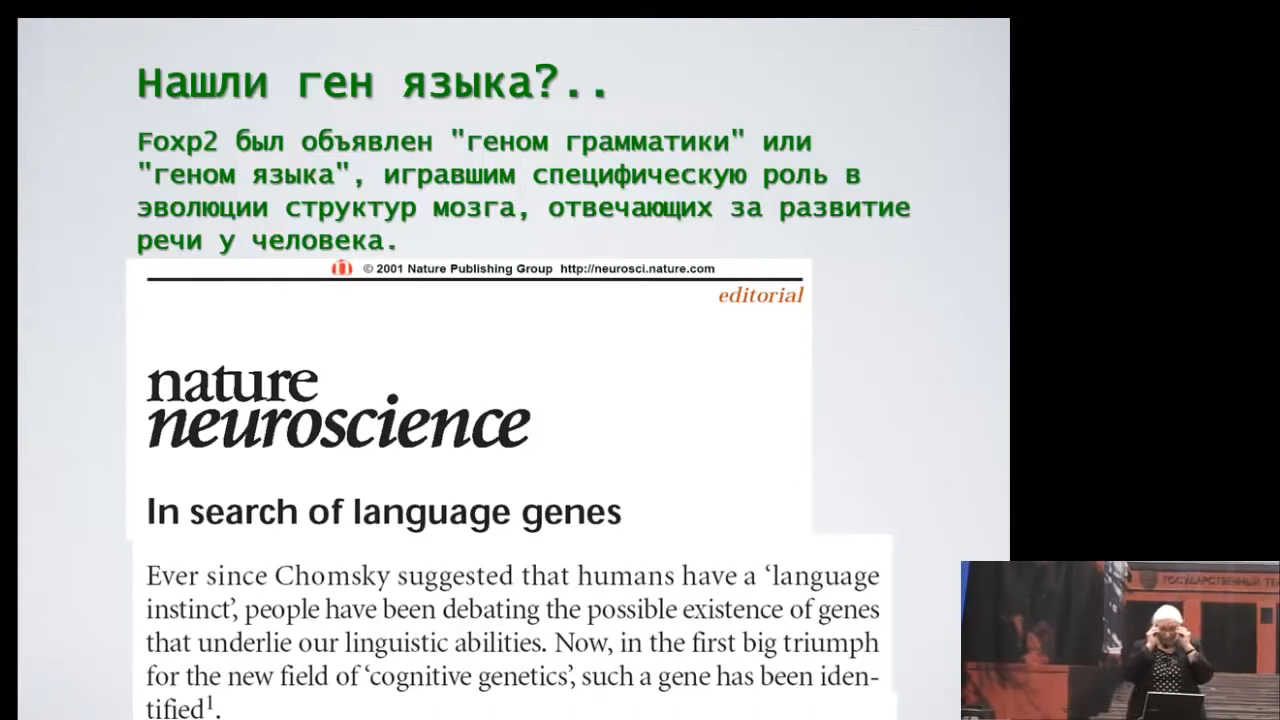 Нашли ген языка?..
Foxp2 был объявлен "геном грамматики" или
"геном языка", игравшим специфическую роль в
эволюции структур мозга, отвечающих за развитие
речи у человека.
© 2001 Nature Publishing Group http://neurosci.nature.com
editorial
nature
neuroscience
In search of language genes
Ever since Chomsky suggested that humans have a ‘language
instinct’, people have been debating the possible existence of genes
that underlie our linguistic abilities. Now, in the first big triumph
for the new field of ‘cognitive genetics’, such a gene has been iden-
tified¹.
ГОСУДАРСТВЕННЫЙ